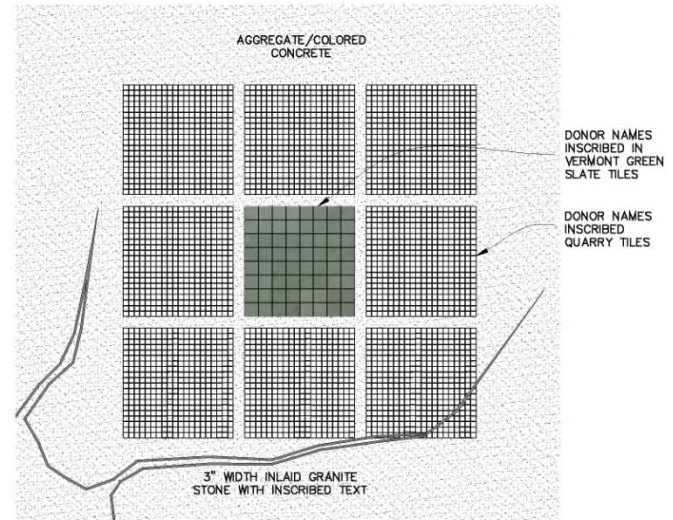 AGGREGATE/COLORED
CONCRETE
DONOR NAMES
INSCRIBED IN
VERMONT GREEN
SLATE TILES
DONOR NAMES
INSCRIBED
QUARRY TILES
3" WIDTH INLAID GRANITE
STONE WITH INSCRIBED TEXT